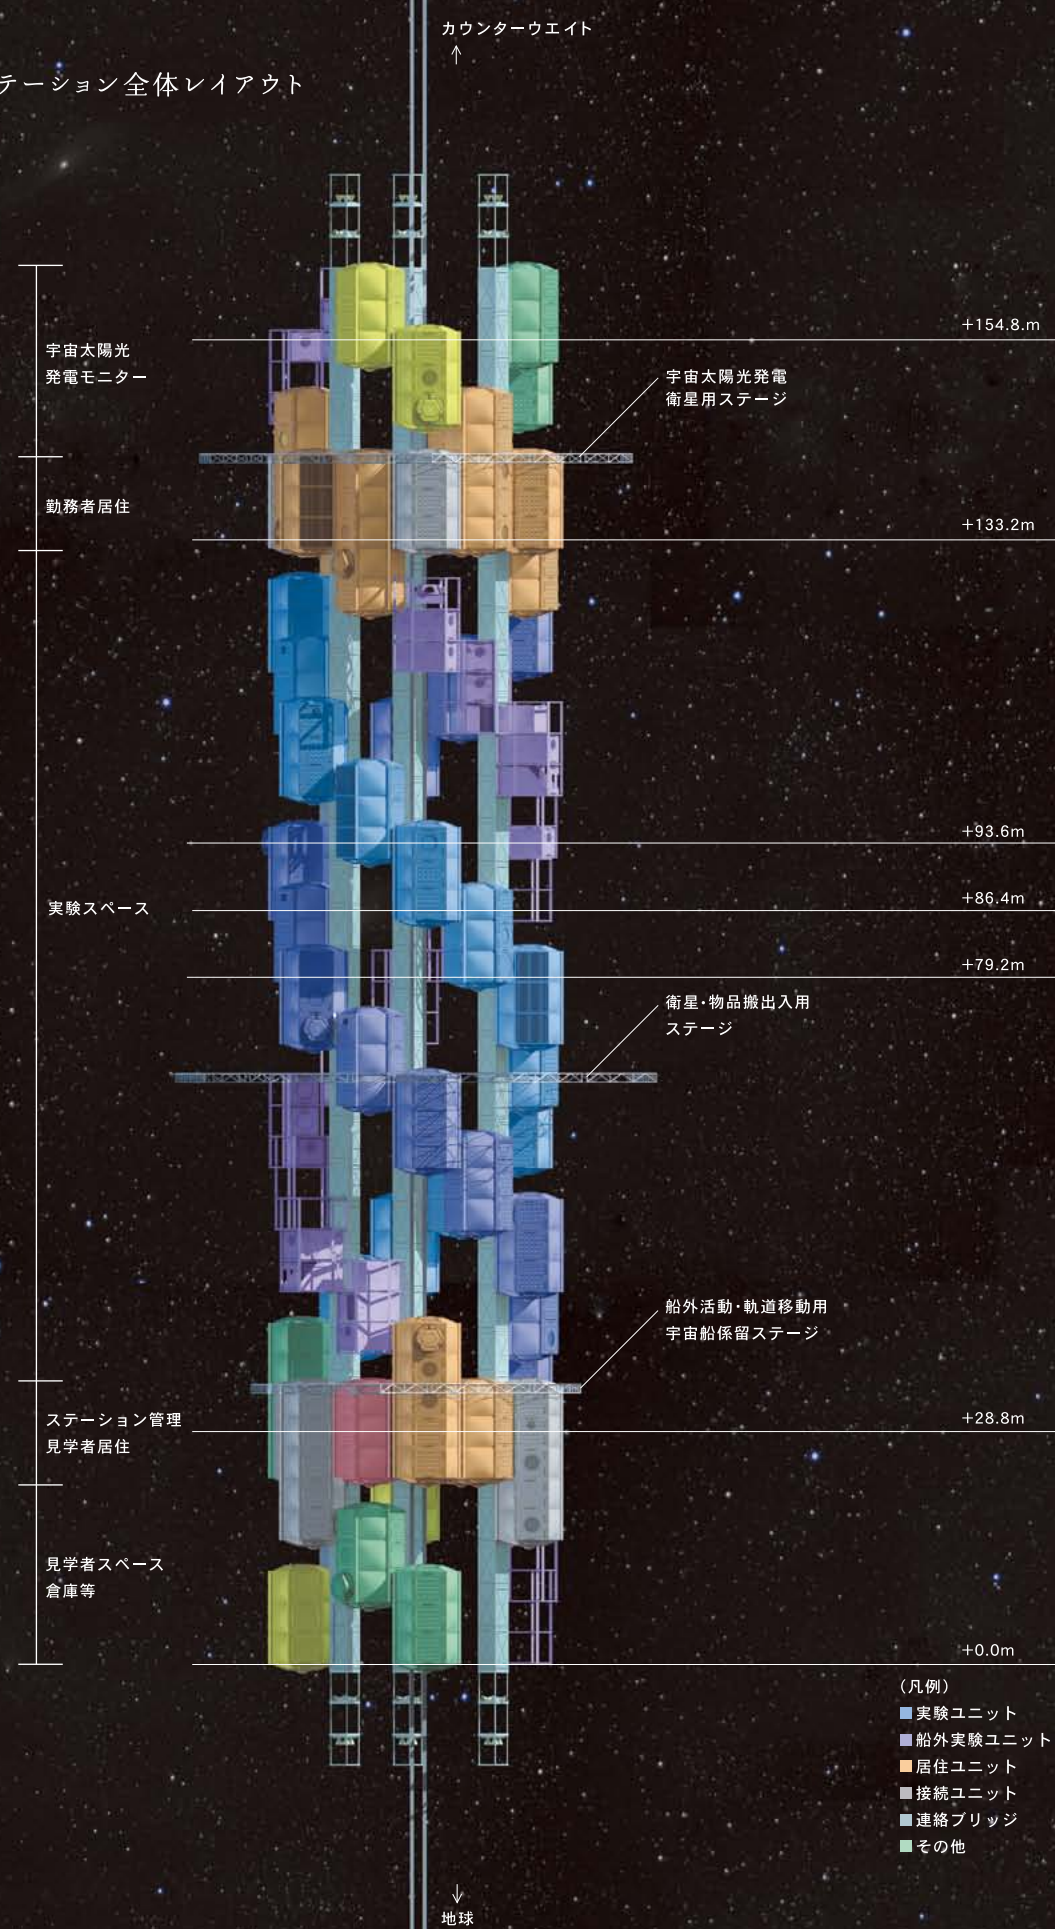 カウンターウエイト
↑
テーション全体レイアウト
+154.8.m
宇宙太陽光
発電モニター
宇宙太陽光発電
衛星用ステージ
勤務者居住
+133.2m
+93.6m
+86.4m
実験スペース
+79.2m
衛星・物品搬出入用
ステージ
船外活動・軌道移動用
宇宙船係留ステージ
ステーション管理
見学者居住
+28.8m
見学者スペース
倉庫等
+0.0m
（凡例）
実験ユニット
船外実験ユニット
居住ユニット
接続ユニット
連絡ブリッジ
その他
↓
地球